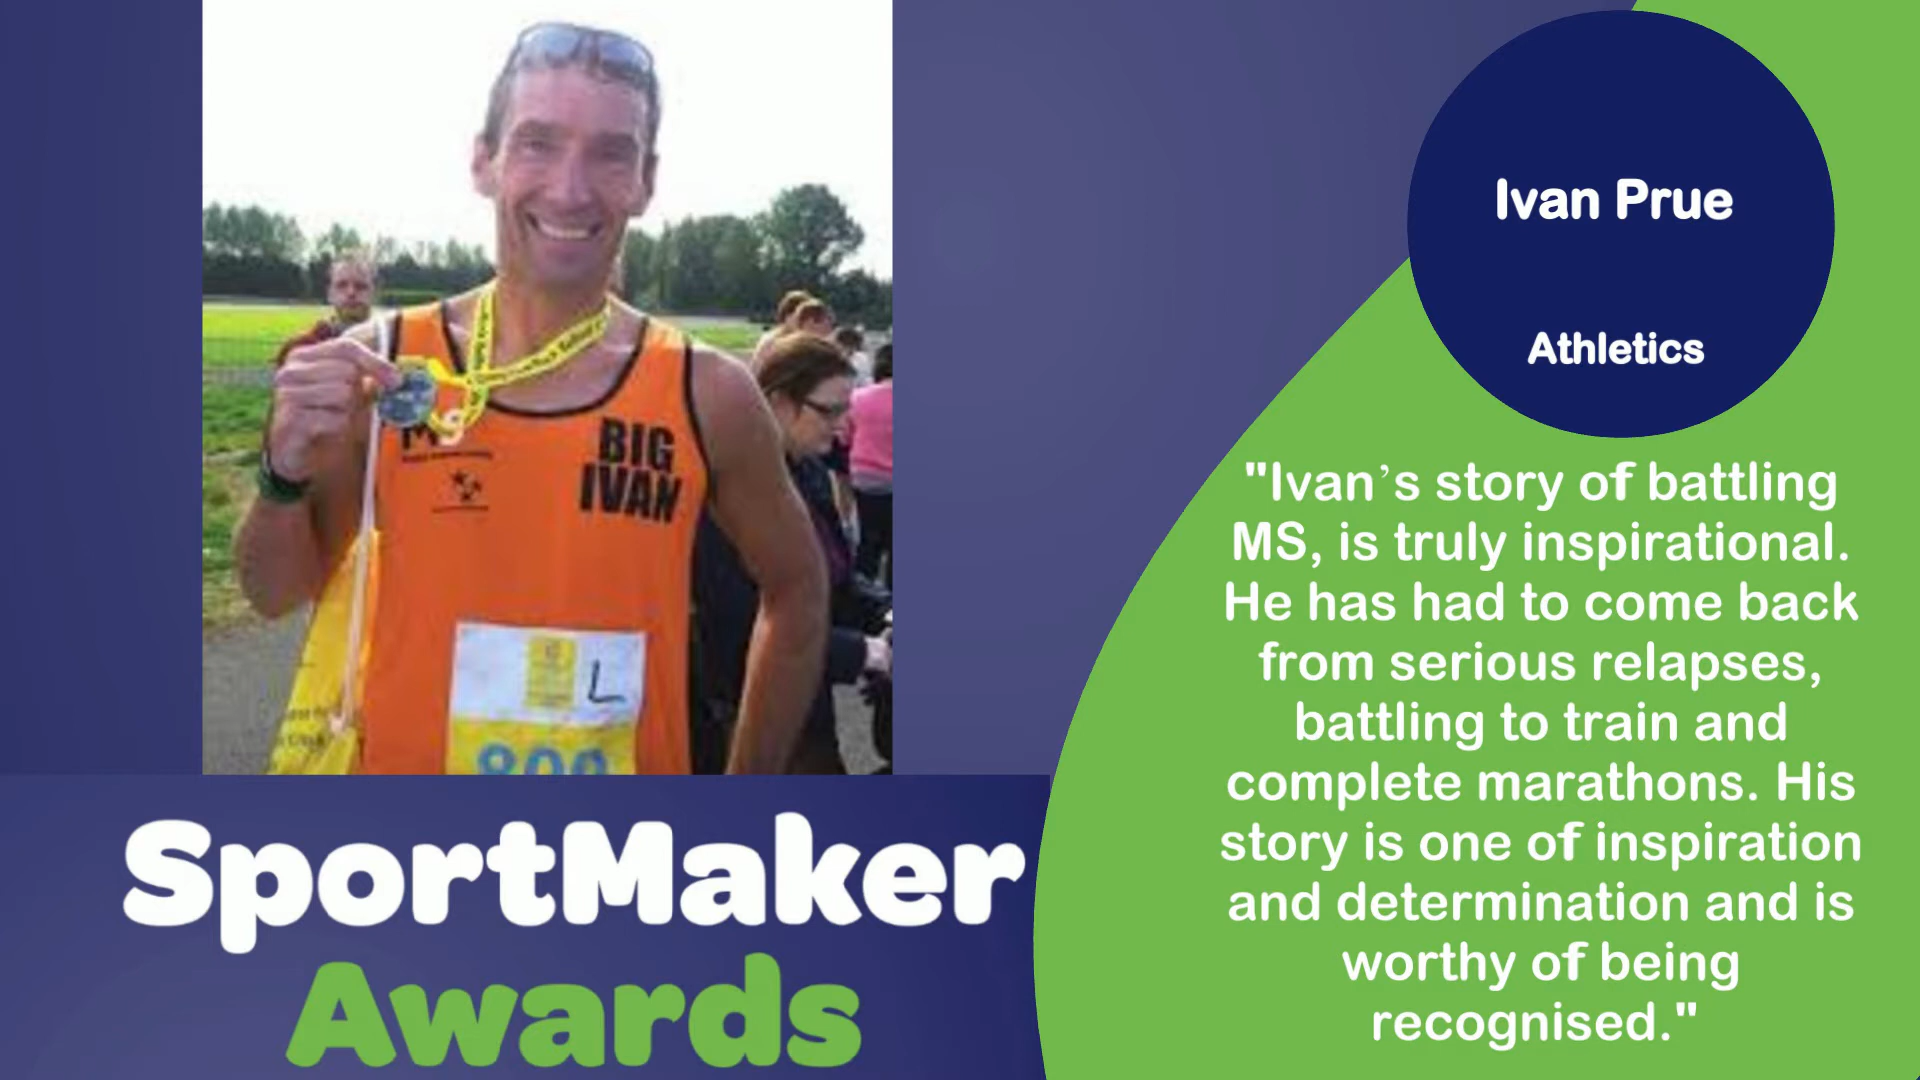 Ivan Prue
Athletics
"Ivan’s story of battling
MS, is truly inspirational.
He has had to come back
from serious relapses,
battling to train and
complete marathons. His
story is one of inspiration
and determination and is
worthy of being
recognised."
BIG
IVAN
L
SportMaker
Awards